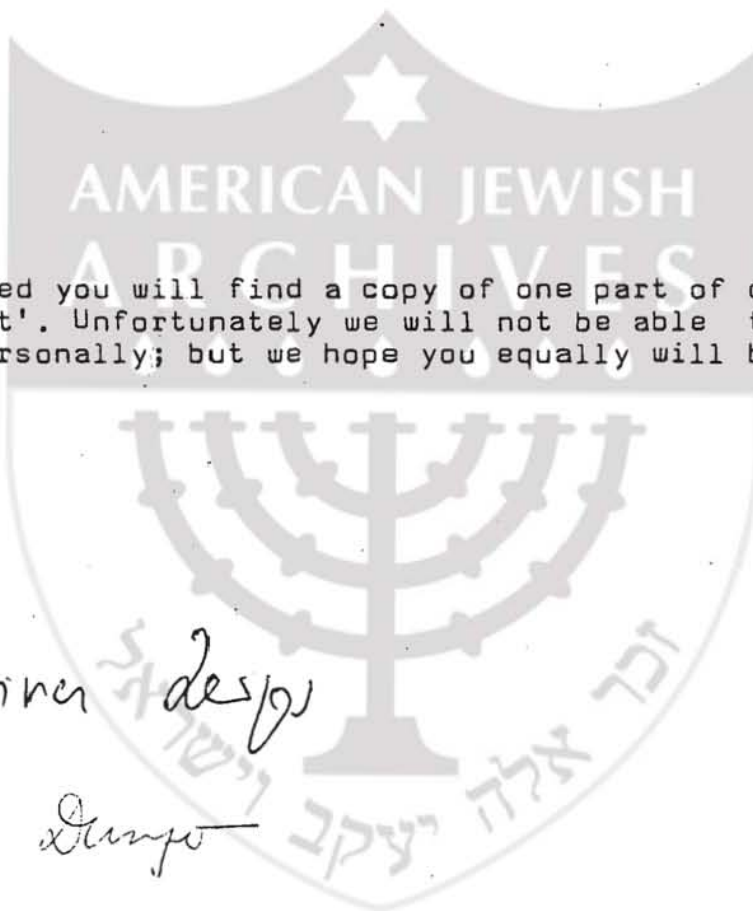 AMERICAN JEWISH
ARCHIVES
ed you will find a copy of one part of
t'. Unfortunately we will not be able
rsonally; but we hope you equally will b
זכר אלה יעקב וישראל